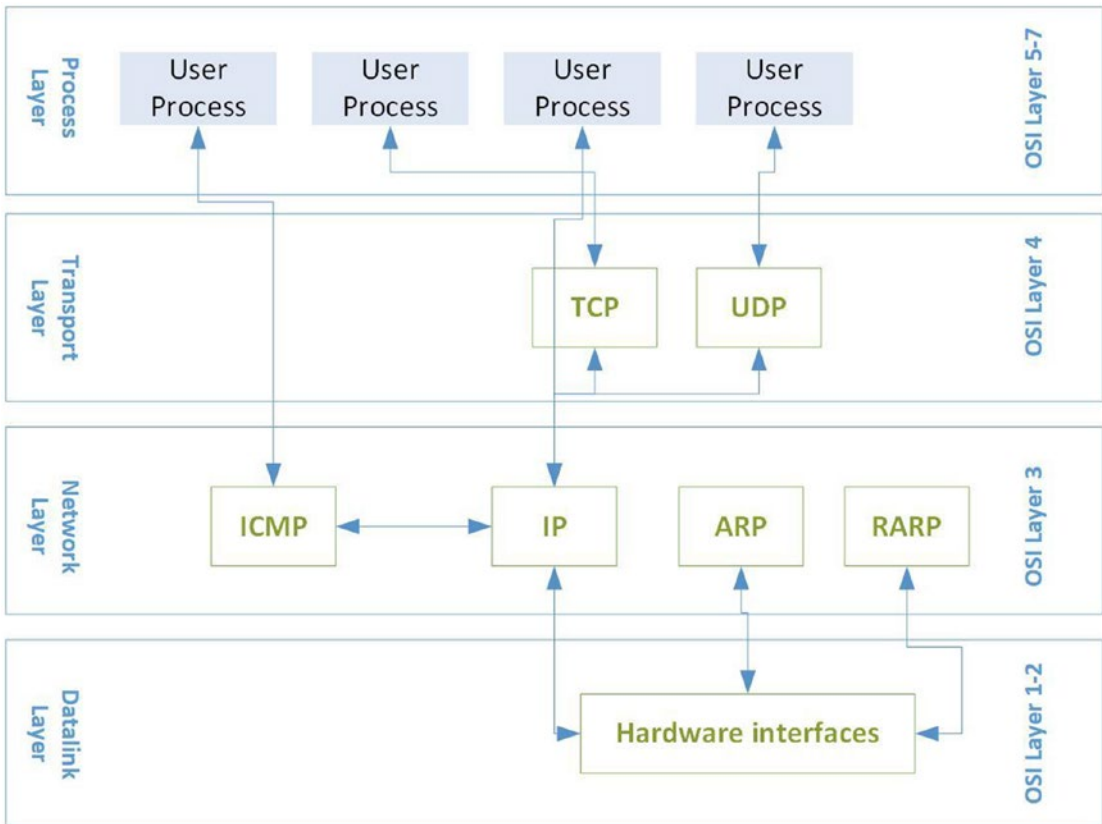 Process
Layer
User
Process
User
Process
User
Process
User
Process
OSI Layer 5-7
Transport
Layer
TCP
UDP
OSI Layer 4
Network
Layer
ICMP
IP
ARP
RARP
OSI Layer 3
Datalink
Layer
Hardware interfaces
OSI Layer 1-2